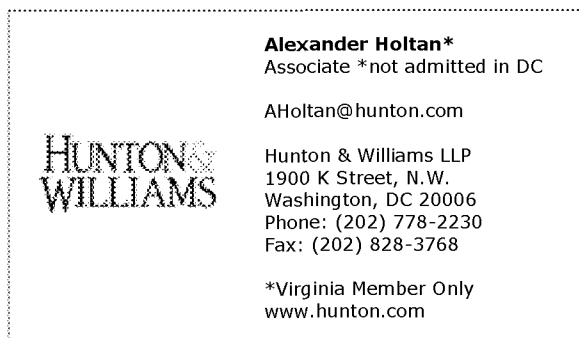 HUNTON &
WILLIAMS
Alexander Holtan*
Associate *not admitted in DC
AHoltan@hunton.com
Hunton & Williams LLP
1900 K Street, N.W.
Washington, DC 20006
Phone: (202) 778-2230
Fax: (202) 828-3768
*Virginia Member Only
www.hunton.com